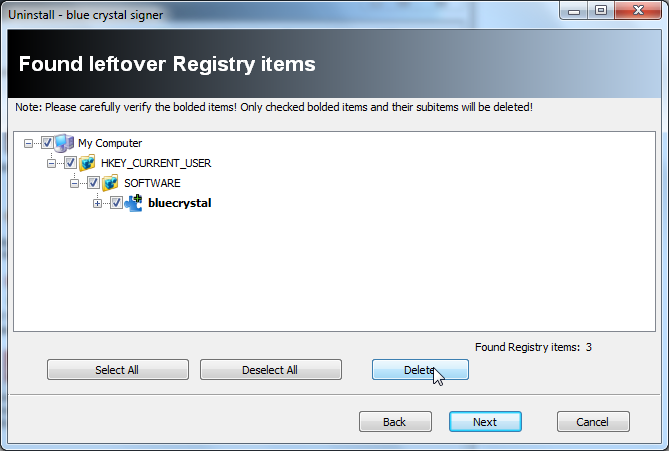 Uninstall - blue crystal signer
Found leftover Registry items
Note: Please carefully verify the bolded items! Only checked bolded items and their subitems will be deleted!
My Computer
HKEY_CURRENT_USER
SOFTWARE
bluecrystal
Found Registry items: 3
Select All
Deselect All
Delete
Back
Next
Cancel